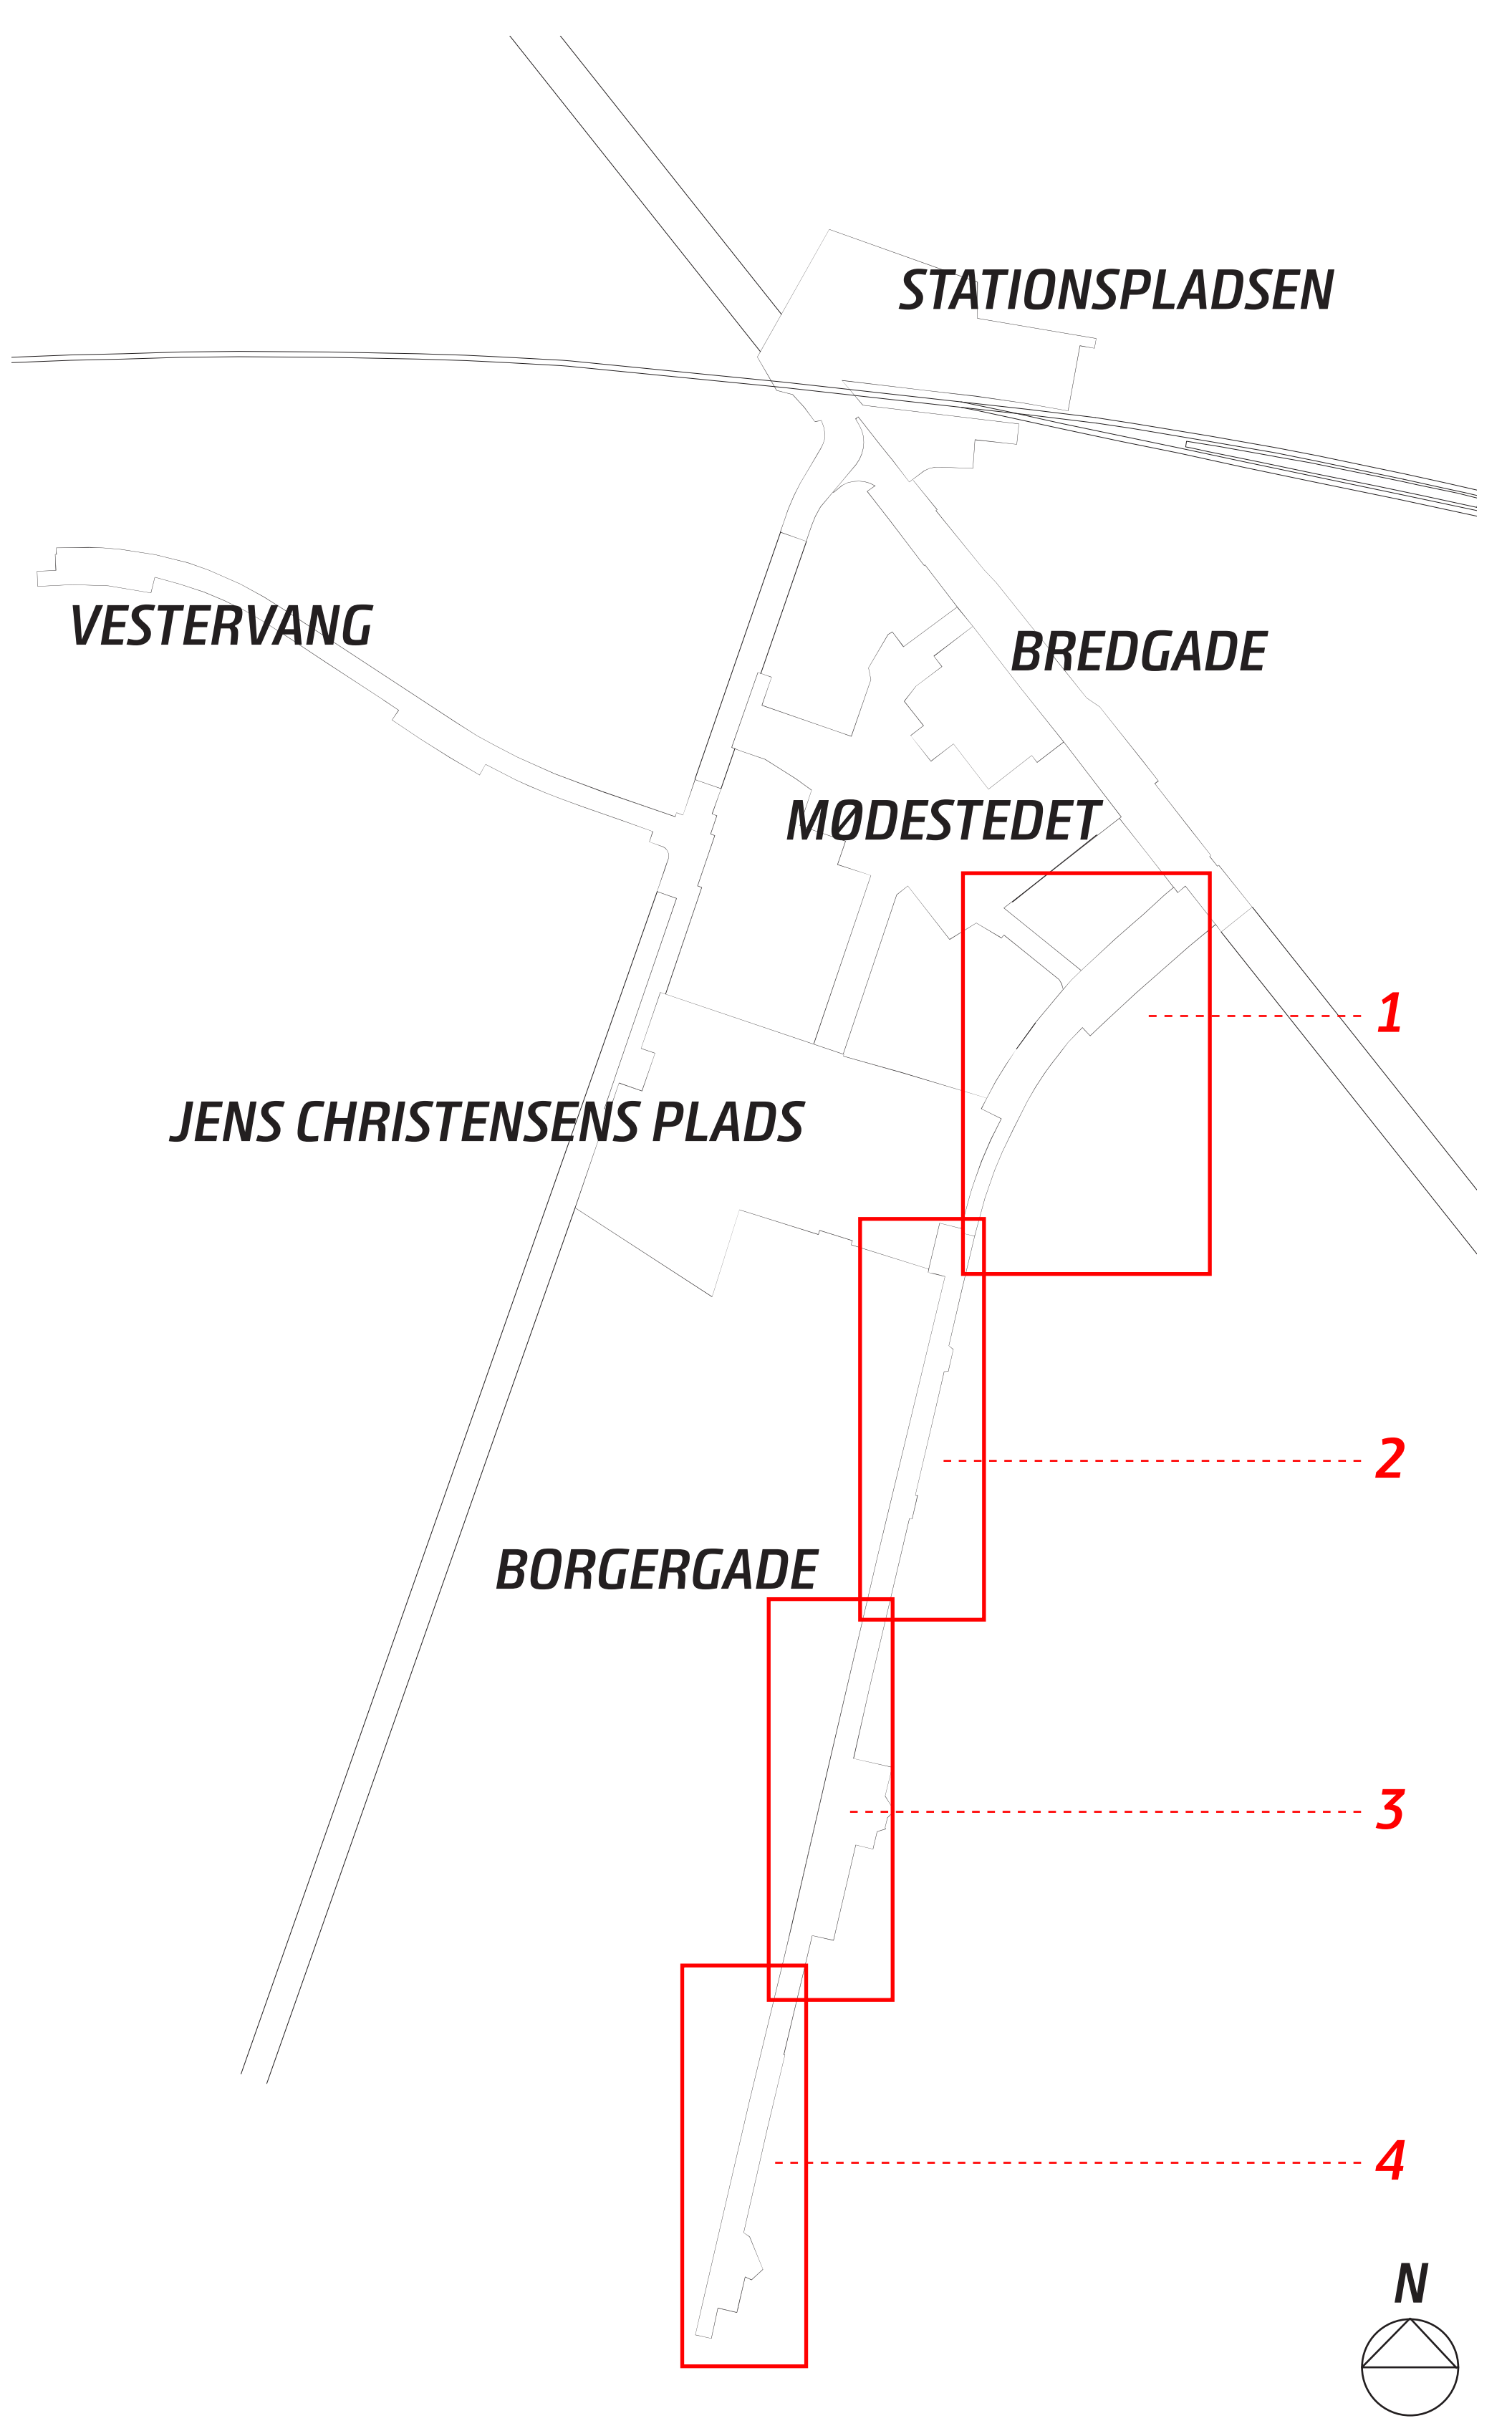 STATIONSPLADSEN
VESTERVANG
BREDGADE
MØDESTEDET
1
JENS CHRISTENSENS PLADS
2
BORGERGADE
3
4
N